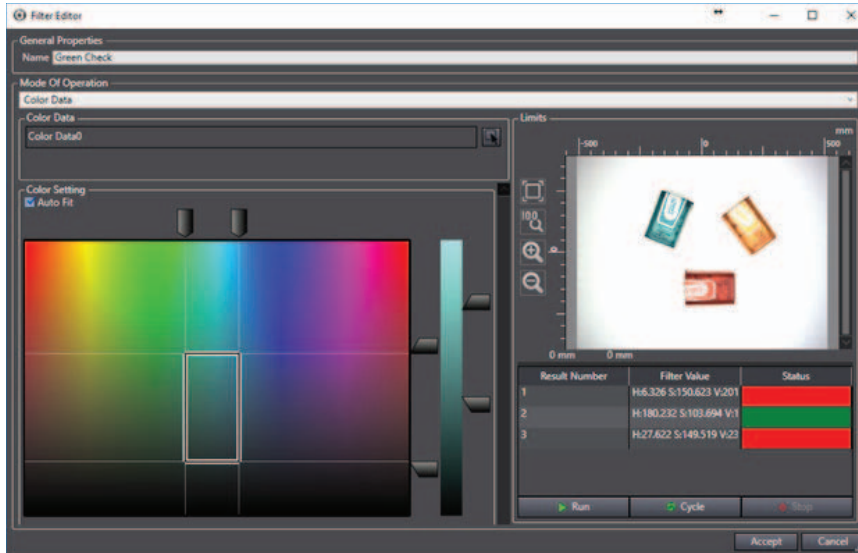 Filter Editor
General Properties
Name Green Check
Mode Of Operation
Color Data
Color Data
Color Data0
Color Setting
Auto Fit
Limits
mm
-500 0 500
100
0
0 mm 0 mm
Result Number Filter Value Status
1 H:6.326 S:150.623 V:201
2 H:180.232 S:103.694 V:1
3 H:27.622 S:149.519 V:23
Run Cycle Stop
Accept Cancel